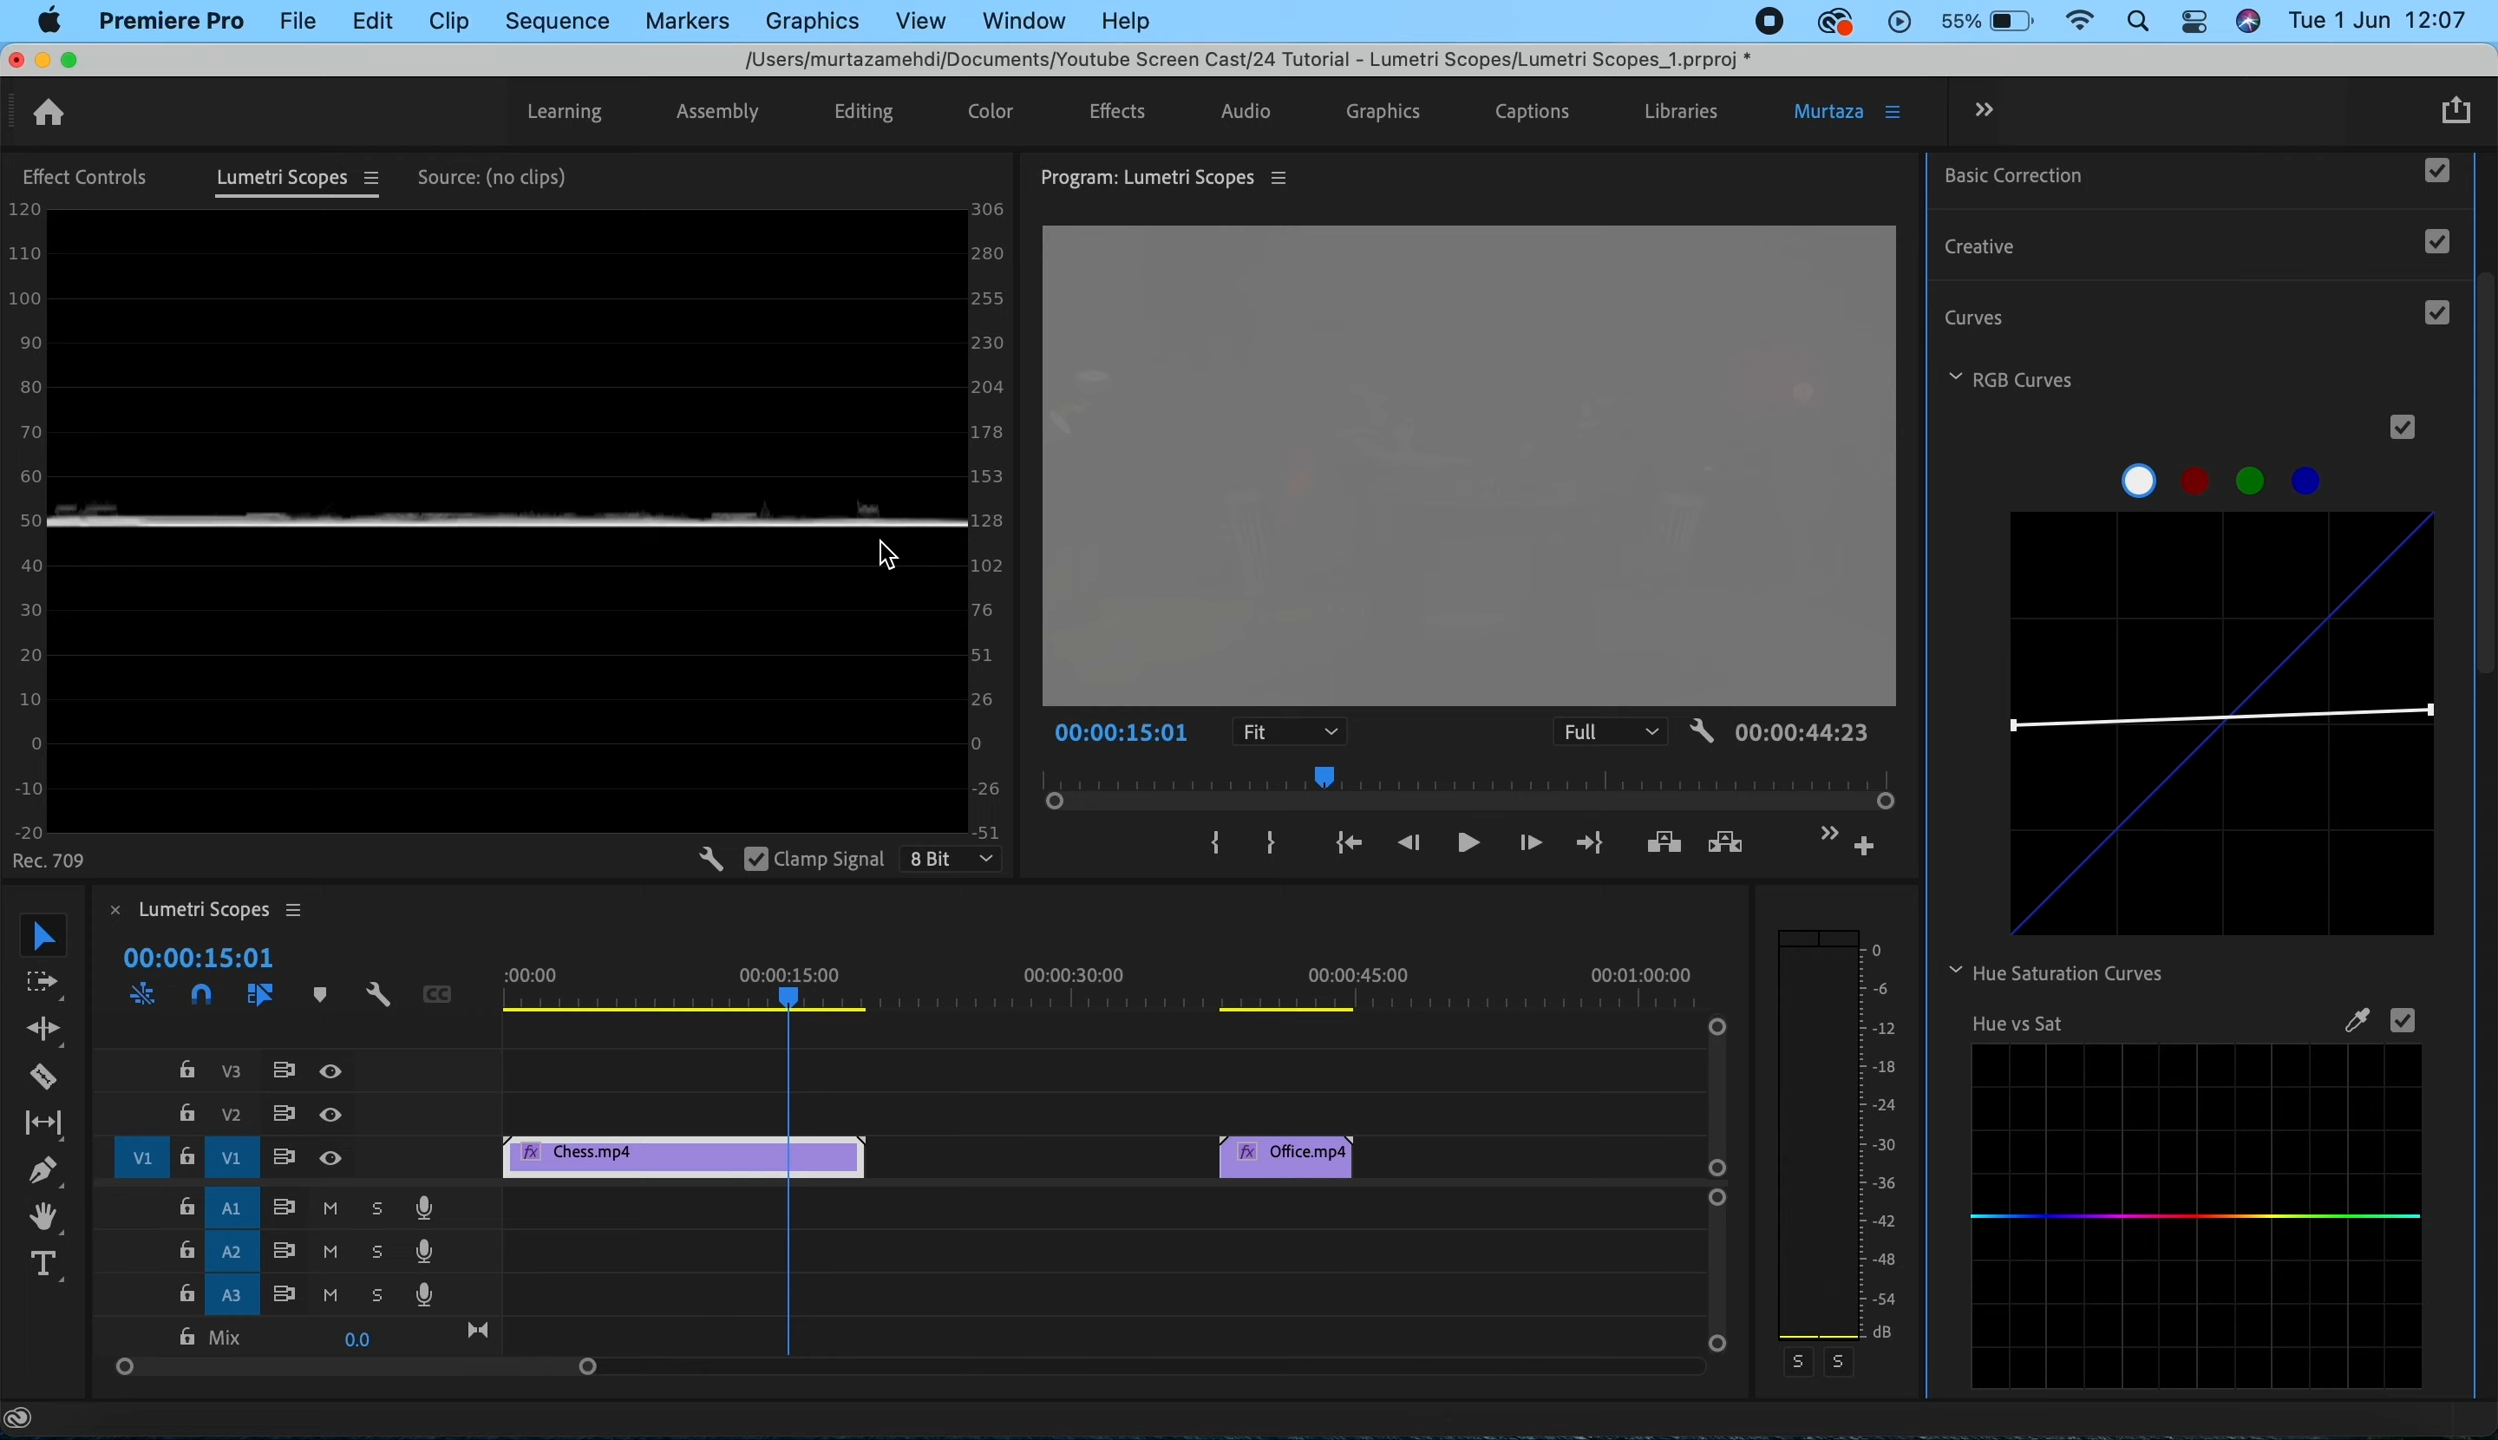 Premiere Pro File Edit Clip Sequence Markers Graphics View Window Help 55% Tue 1 Jun 12:07
/Users/murtazamehdi/Documents/Youtube Screen Cast/24 Tutorial - Lumetri Scopes/Lumetri Scopes_1.prproj *
Learning Assembly Editing Color Effects Audio Graphics Captions Libraries Murtaza
Effect Controls Lumetri Scopes Source: (no clips)
120 306
110 280
100 255
90 230
80 204
70 178
60 153
50 128
40 102
30 76
20 51
10 26
0 0
-10 -26
-20 -51
Rec. 709 Clamp Signal 8 Bit
Program: Lumetri Scopes
00:00:15:01 Fit Full 00:00:44:23
Basic Correction
Creative
Curves
RGB Curves
Hue Saturation Curves
Hue vs Sat
Lumetri Scopes
00:00:15:01
:00:00 00:00:15:00 00:00:30:00 00:00:45:00 00:01:00:00
CC
V3
V2
V1 V1 fx Chess.mp4 fx Office.mp4
A1 M S
A2 M S
A3 M S
Mix 0.0
0
-6
-12
-18
-24
-30
-36
-42
-48
-54
dB
S S